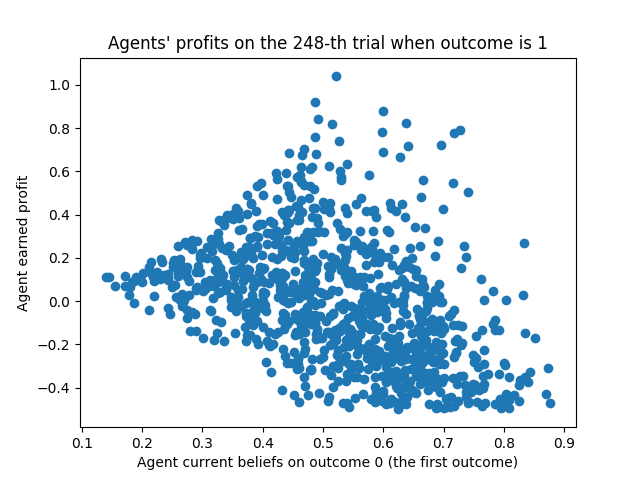 Agents' profits on the 248-th trial when outcome is 1
Agent earned profit
1.0
0.8
0.6
0.4
0.2
0.0
−0.2
−0.4
0.1 0.2 0.3 0.4 0.5 0.6 0.7 0.8 0.9
Agent current beliefs on outcome 0 (the first outcome)